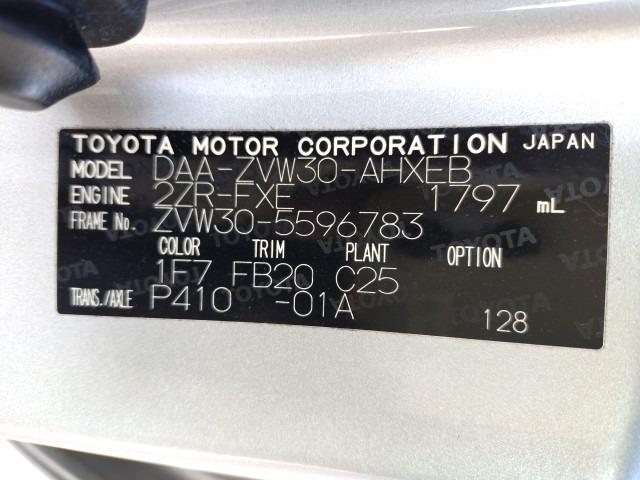 TOYOTA MOTOR CORPORATION JAPAN
MODEL DAA-ZVW30-AHXEB
ENGINE 2ZR-FXE 1797 mL
FRAME No. ZVW30-5596783
COLOR TRIM PLANT OPTION
1F7 FB20 C25
TRANS./AXLE P410 -01A
128